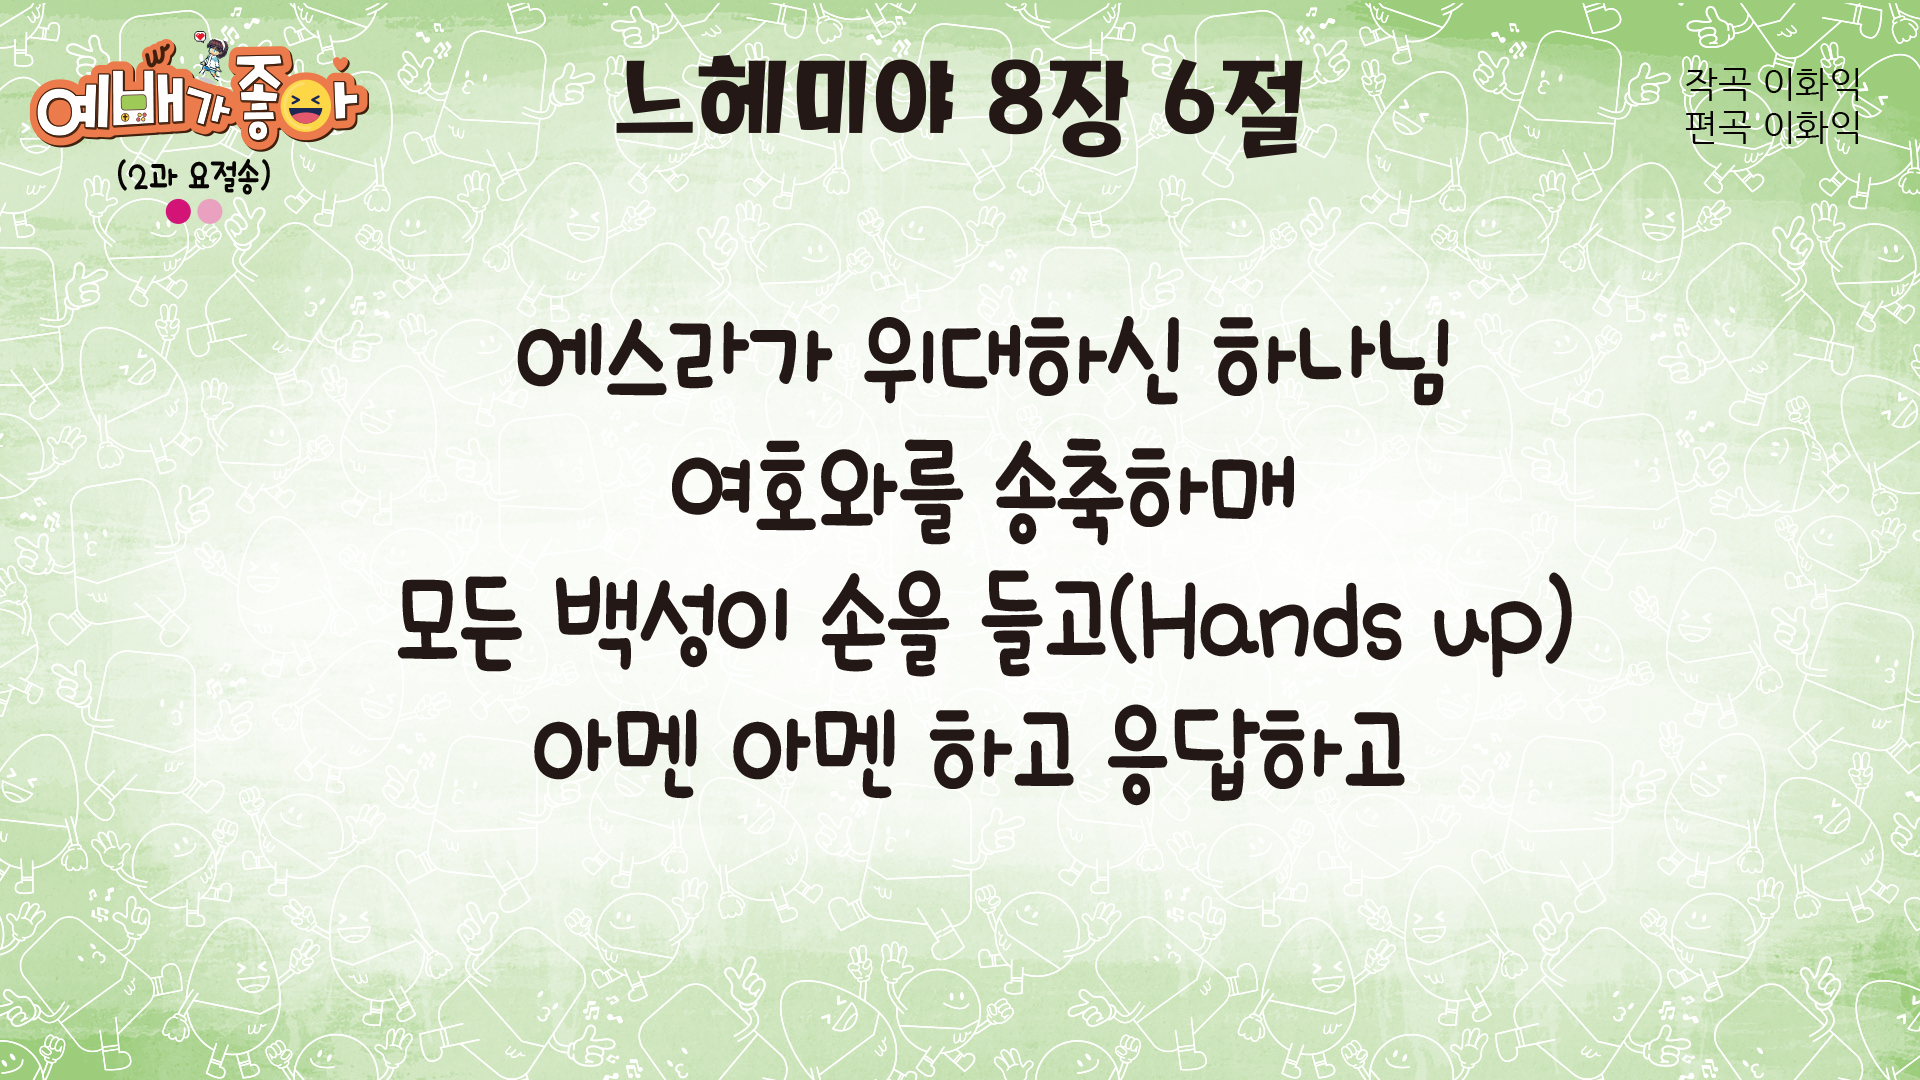 예배가 좋아
(2과 요절송)
느헤미야 8장 6절
작곡 이화익
편곡 이화익
에스라가 위대하신 하나님
여호와를 송축하매
모든 백성이 손을 들고(Hands up)
아멘 아멘 하고 응답하고